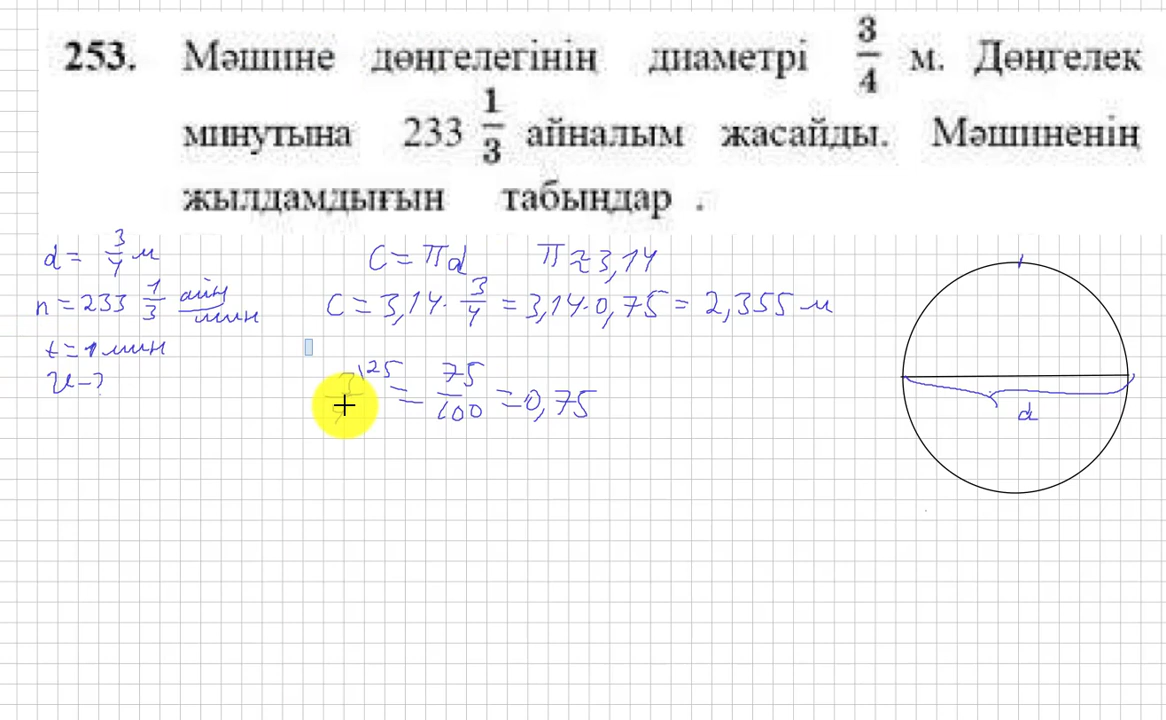 253. Мәшине дөңгелегінің диаметрі 3/4 м. Дөңгелек
минутына 233 1/3 айналым жасайды. Мәшиненің
жылдамдығын табыңдар .
d = 3/4 м
n = 233 1/3 айн/мин
t = 1 мин
v - ?
C = πd π ≈ 3,14
C = 3,14 · 3/4 = 3,14 · 0,75 = 2,355 м
25 = 75/100 = 0,75
d